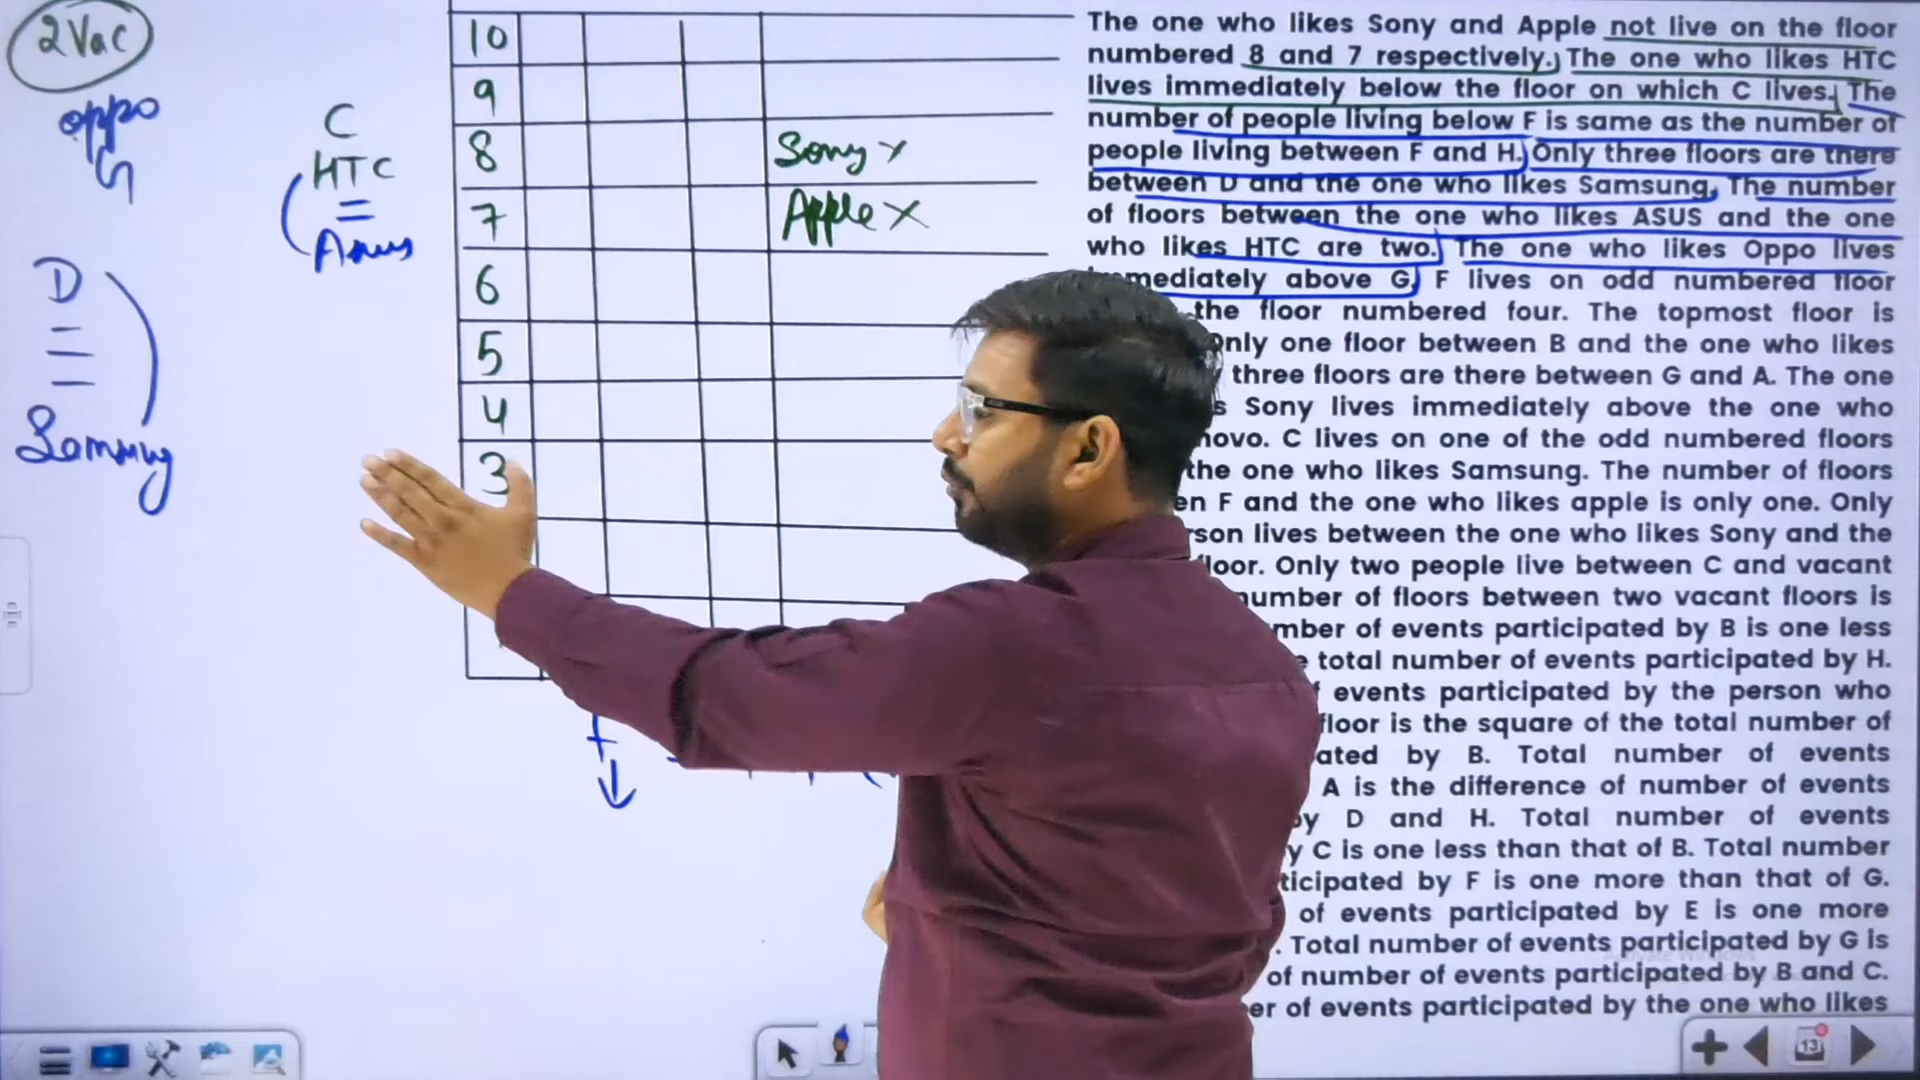 2 Vac
oppo
G
C
HTC
=
Asus
D
Samsung
10
9
8 Sony x
7 Apple x
6
5
4
3
The one who likes Sony and Apple not live on the floor
numbered 8 and 7 respectively. The one who likes HTC
lives immediately below the floor on which C lives. The
number of people living below F is same as the number of
people living between F and H. Only three floors are there
between D and the one who likes Samsung. The number
of floors between the one who likes ASUS and the one
who likes HTC are two. The one who likes Oppo lives
immediately above G. F lives on odd numbered floor
the floor numbered four. The topmost floor is
Only one floor between B and the one who likes
three floors are there between G and A. The one
Sony lives immediately above the one who
C lives on one of the odd numbered floors
the one who likes Samsung. The number of floors
F and the one who likes apple is only one. Only
lives between the one who likes Sony and the
Only two people live between C and vacant
number of floors between two vacant floors is
of events participated by B is one less
total number of events participated by H.
events participated by the person who
floor is the square of the total number of
by B. Total number of events
A is the difference of number of events
D and H. Total number of events
C is one less than that of B. Total number
by F is one more than that of G.
of events participated by E is one more
. Total number of events participated by G is
of number of events participated by B and C.
of events participated by the one who likes
13